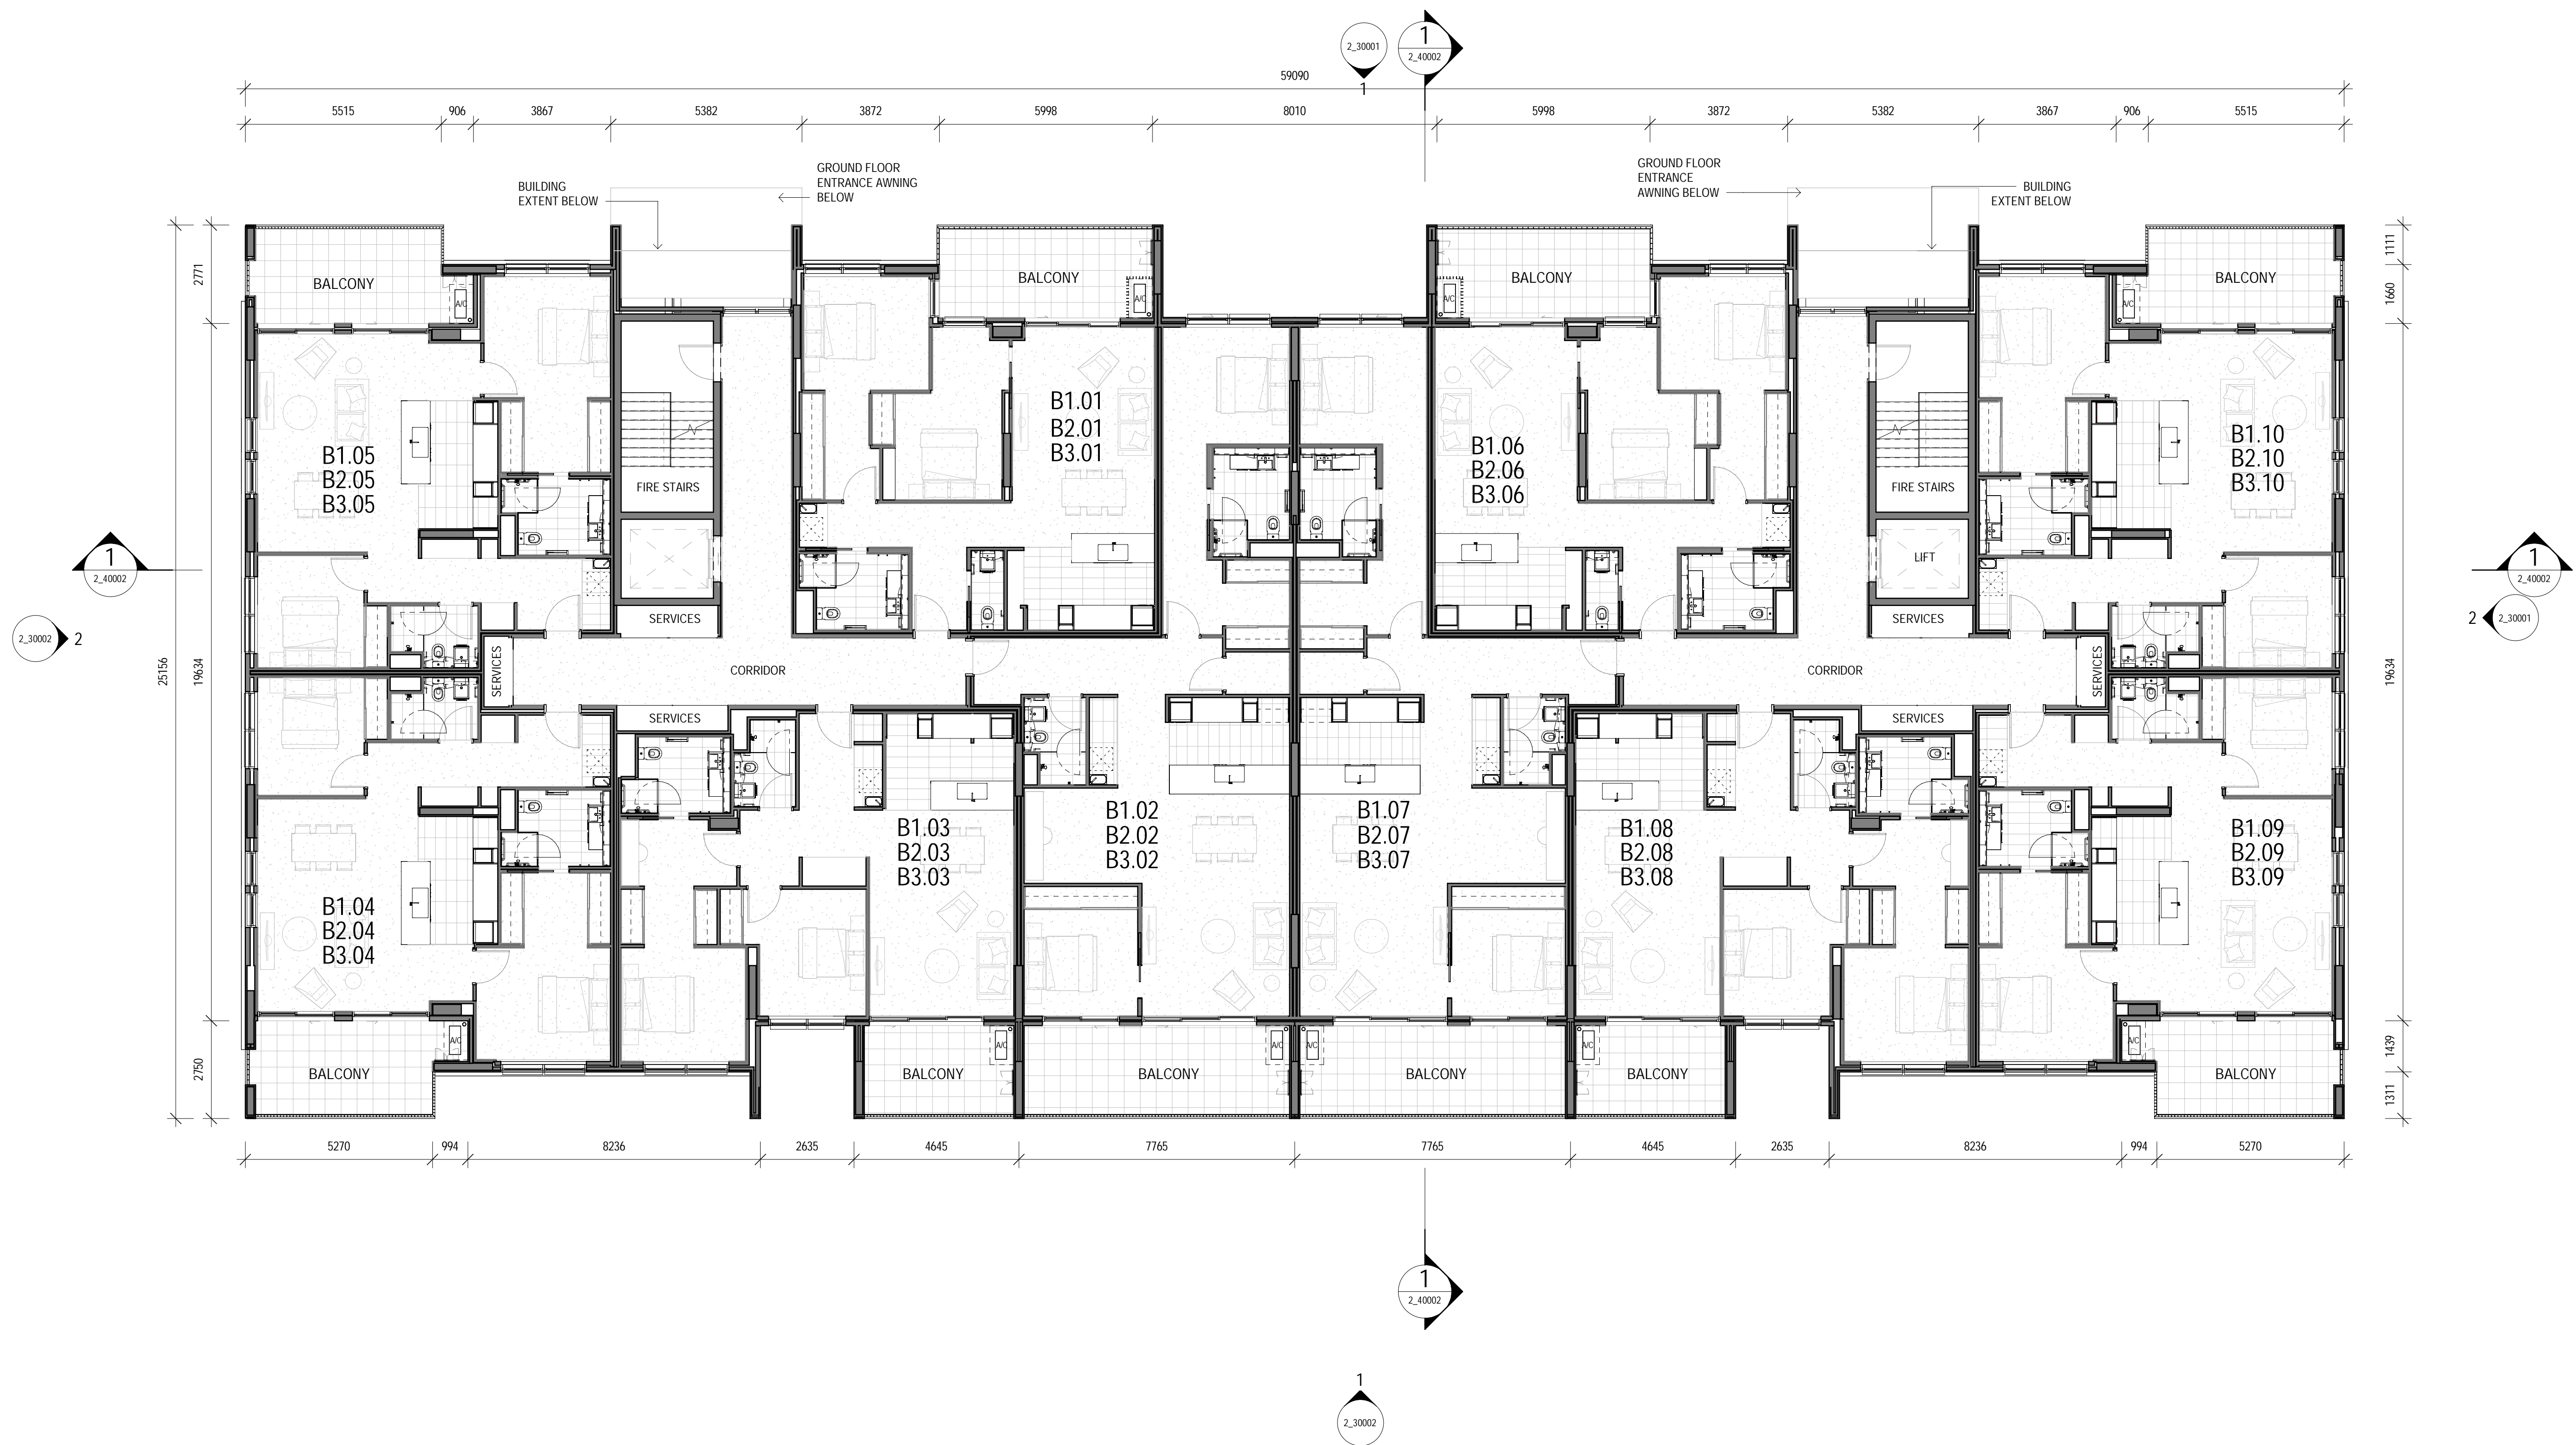 1
2_30001
2_40002
1
59090
5515
906
3867
5382
3872
5998
8010
5998
3872
5382
3867
906
5515
BUILDING
EXTENT BELOW
GROUND FLOOR
ENTRANCE AWNING
BELOW
GROUND FLOOR
ENTRANCE
AWNING BELOW
BUILDING
EXTENT BELOW
2771
25156
19634
2750
1111
1660
19634
1439
1311
BALCONY
A/C
BALCONY
A/C
BALCONY
A/C
BALCONY
A/C
B1.05
B2.05
B3.05
FIRE STAIRS
B1.01
B2.01
B3.01
B1.06
B2.06
B3.06
FIRE STAIRS
B1.10
B2.10
B3.10
LIFT
1
2_40002
2_30002
2
1
2_40002
2
2_30001
SERVICES
SERVICES
SERVICES
CORRIDOR
CORRIDOR
SERVICES
SERVICES
SERVICES
B1.04
B2.04
B3.04
B1.03
B2.03
B3.03
B1.02
B2.02
B3.02
B1.07
B2.07
B3.07
B1.08
B2.08
B3.08
B1.09
B2.09
B3.09
A/C
BALCONY
A/C
BALCONY
A/C
BALCONY
A/C
BALCONY
A/C
BALCONY
A/C
BALCONY
5270
994
8236
2635
4645
7765
7765
4645
2635
8236
994
5270
1
2_40002
1
2_30002